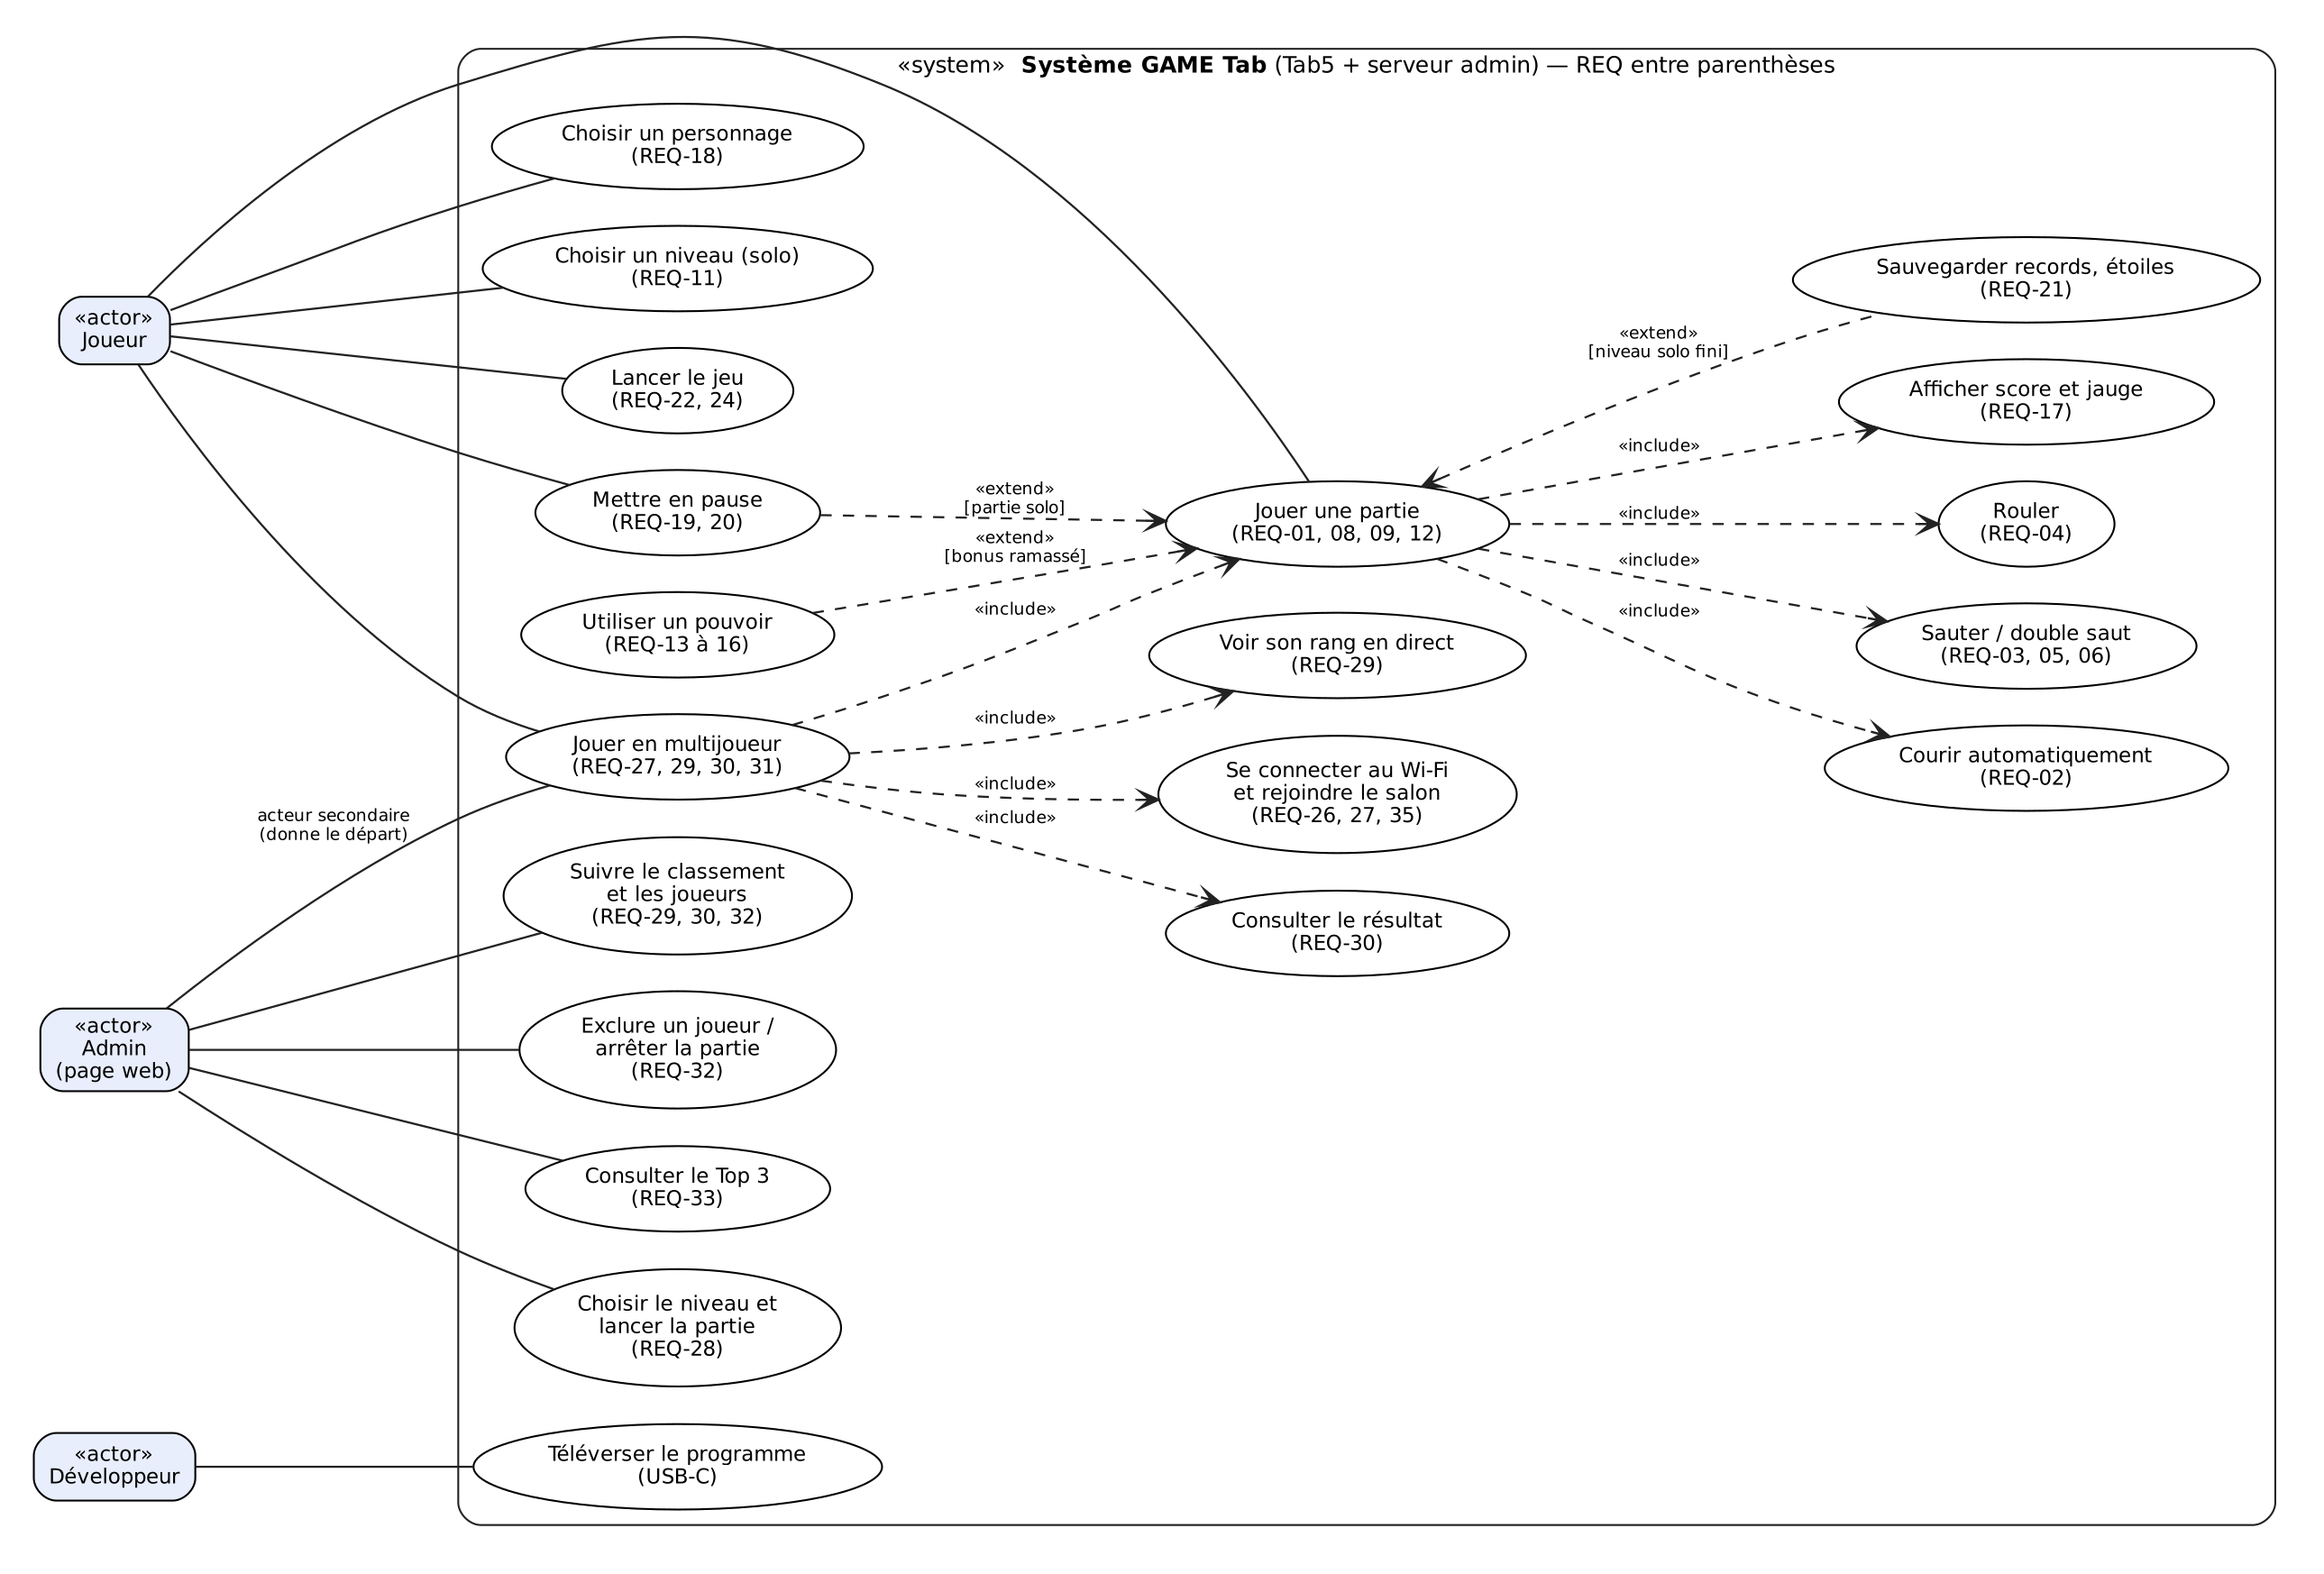 «system»  Système GAME Tab (Tab5 + serveur admin) — REQ entre parenthèses
«actor»
Joueur
Choisir un personnage
(REQ-18)
Choisir un niveau (solo)
(REQ-11)
Lancer le jeu
(REQ-22, 24)
Mettre en pause
(REQ-19, 20)
Utiliser un pouvoir
(REQ-13 à 16)
Jouer en multijoueur
(REQ-27, 29, 30, 31)
acteur secondaire
(donne le départ)
Suivre le classement
et les joueurs
(REQ-29, 30, 32)
«actor»
Admin
(page web)
Exclure un joueur /
arrêter la partie
(REQ-32)
Consulter le Top 3
(REQ-33)
Choisir le niveau et
lancer la partie
(REQ-28)
«actor»
Développeur
Téléverser le programme
(USB-C)
«extend»
[partie solo]
«extend»
[bonus ramassé]
«include»
«include»
«include»
«include»
Jouer une partie
(REQ-01, 08, 09, 12)
Voir son rang en direct
(REQ-29)
Se connecter au Wi-Fi
et rejoindre le salon
(REQ-26, 27, 35)
Consulter le résultat
(REQ-30)
«extend»
[niveau solo fini]
«include»
«include»
«include»
«include»
Sauvegarder records, étoiles
(REQ-21)
Afficher score et jauge
(REQ-17)
Rouler
(REQ-04)
Sauter / double saut
(REQ-03, 05, 06)
Courir automatiquement
(REQ-02)